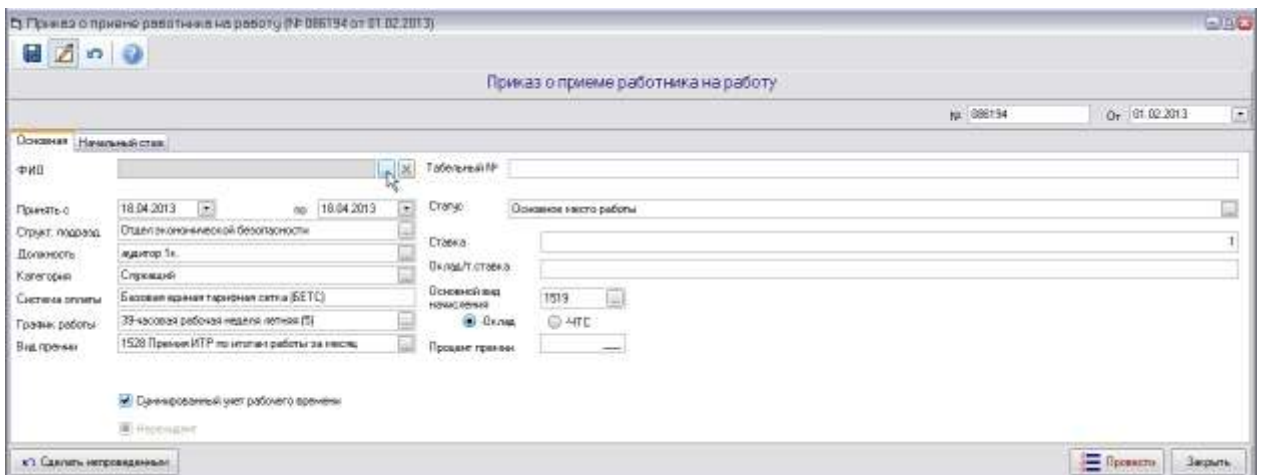 Приказ о приеме работника на работу (№ 086194 от 01.02.2013)
Приказ о приеме работника на работу
№ 086194 От 01.02.2013
Основная Начальный стаж
ФИО Табельный №
Принять с 18.04.2013 по 18.04.2013 Статус Основное место работы
Структ. подразд. Отдел экономической безопасности
Ставка 1
Должность аудитор 1к.
Оклад/т.ставка
Категория Служащий
Система оплаты Базовая единая тарифная сетка (БЕТС) Основной вид начисления 1519
График работы 39-часовая рабочая неделя летняя (5) Оклад ЧТС
Вид премии 1528 Премия ИТР по итогам работы за месяц Процент премии
Суммированный учет рабочего времени
Сделать непроведенным Провести Закрыть